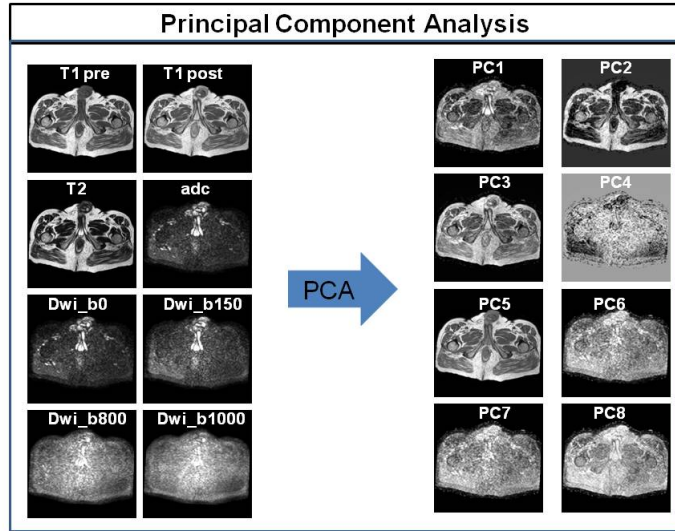 Principal Component Analysis
T1 pre T1 post
T2 adc
Dwi_b0 Dwi_b150
Dwi_b800 Dwi_b1000
PCA
PC1 PC2
PC3 PC4
PC5 PC6
PC7 PC8